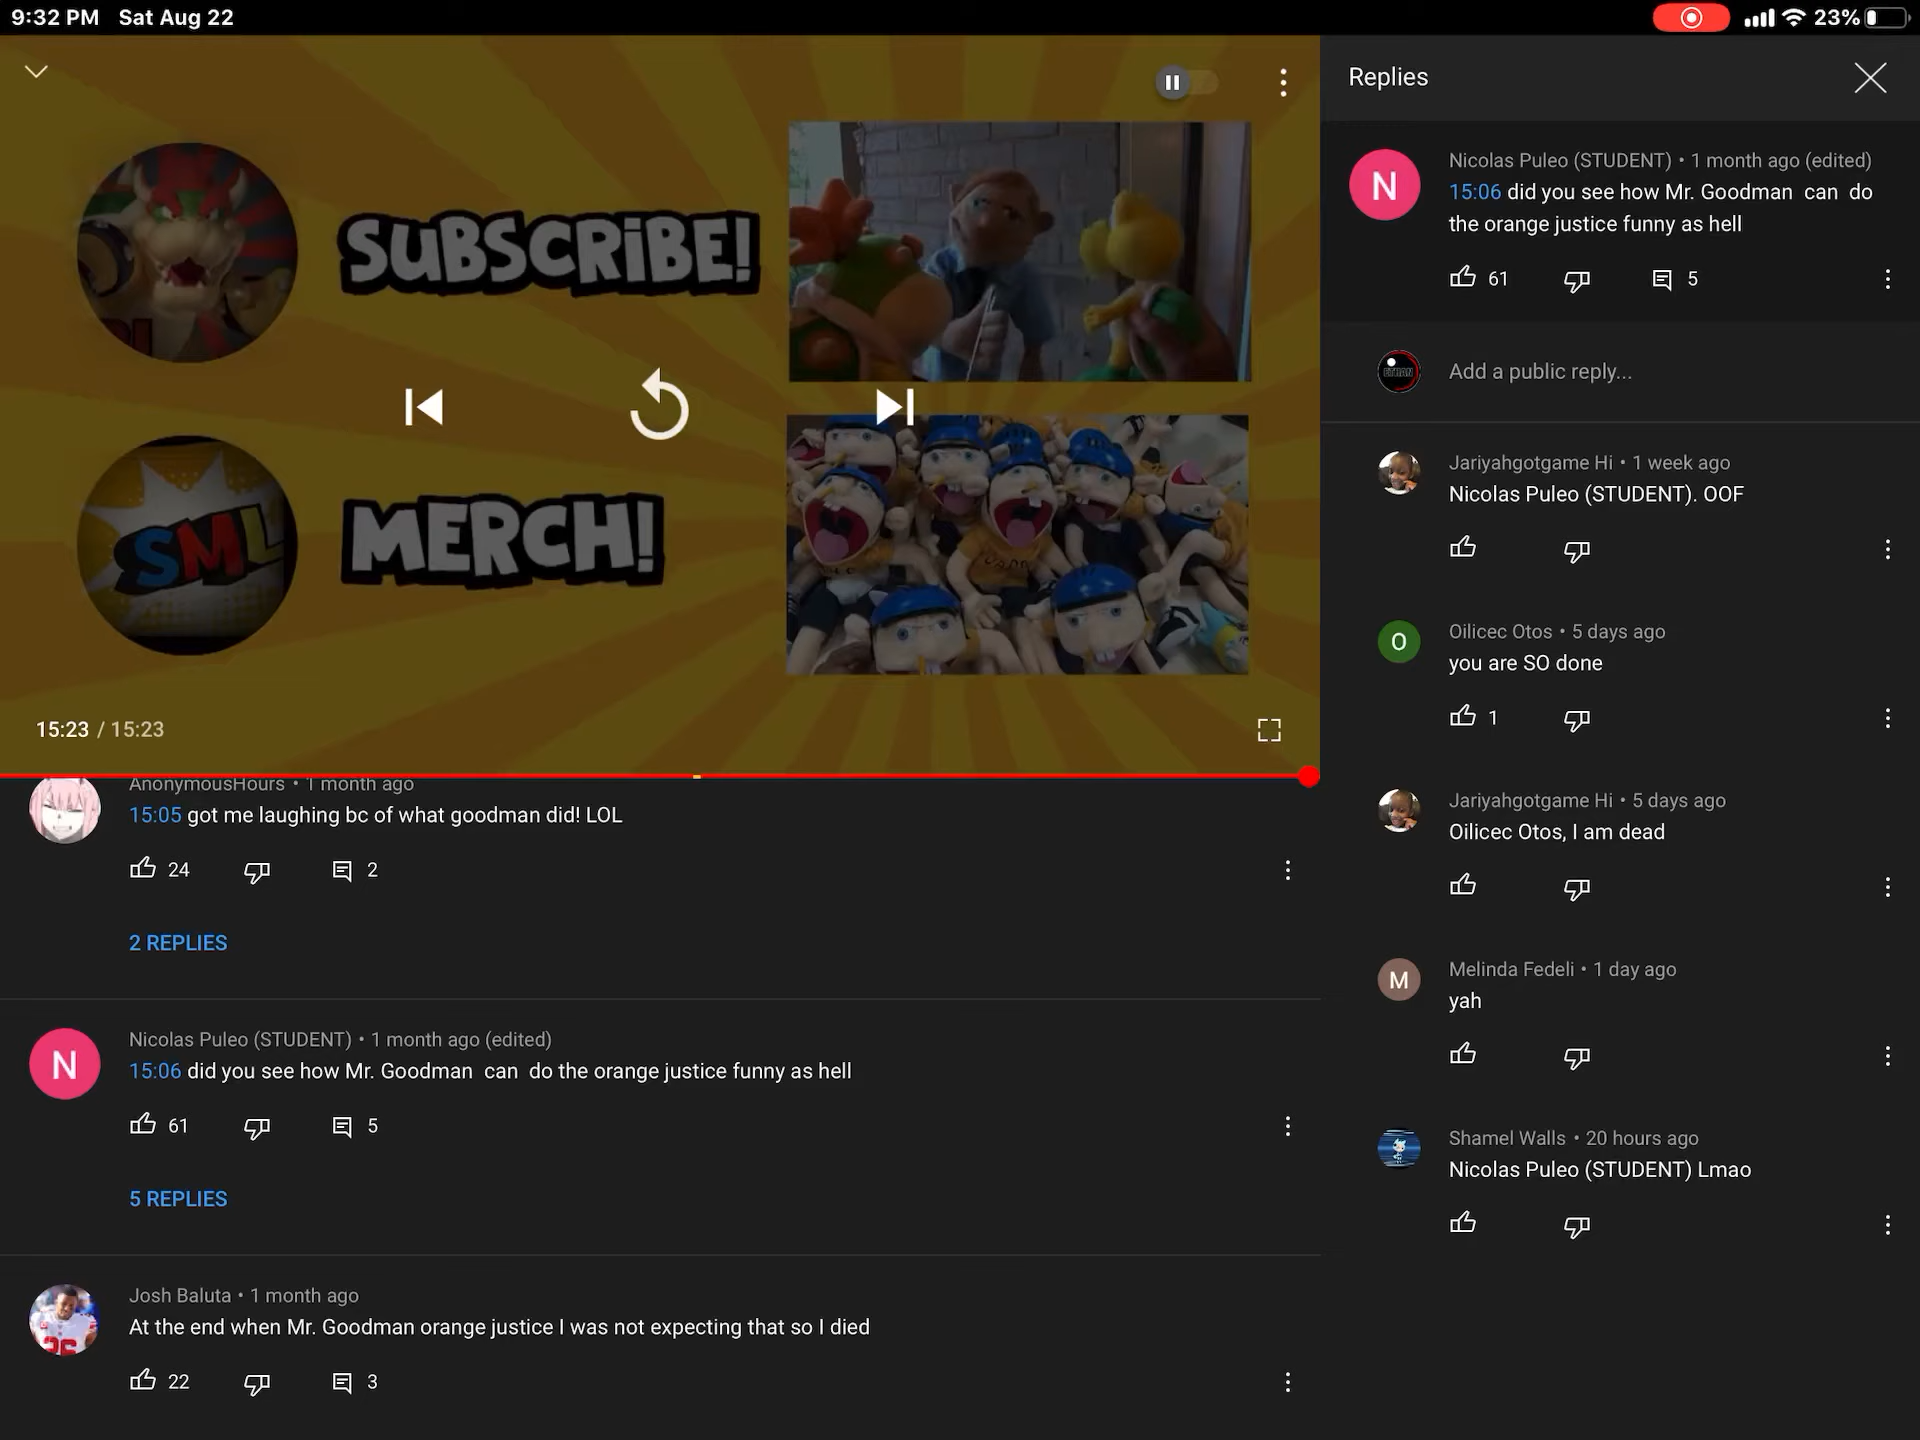 9:32 PM Sat Aug 22
23%
SUBSCRIBE!
SML
MERCH!
15:23 / 15:23
AnonymousHours • 1 month ago
15:05 got me laughing bc of what goodman did! LOL
24
2
2 REPLIES
N
Nicolas Puleo (STUDENT) • 1 month ago (edited)
15:06 did you see how Mr. Goodman can do the orange justice funny as hell
61
5
5 REPLIES
Josh Baluta • 1 month ago
At the end when Mr. Goodman orange justice I was not expecting that so I died
22
3
Replies
N
Nicolas Puleo (STUDENT) • 1 month ago (edited)
15:06 did you see how Mr. Goodman can do
the orange justice funny as hell
61
5
ETHAN
Add a public reply...
Jariyahgotgame Hi • 1 week ago
Nicolas Puleo (STUDENT). OOF
O
Oilicec Otos • 5 days ago
you are SO done
1
Jariyahgotgame Hi • 5 days ago
Oilicec Otos, I am dead
M
Melinda Fedeli • 1 day ago
yah
Shamel Walls • 20 hours ago
Nicolas Puleo (STUDENT) Lmao